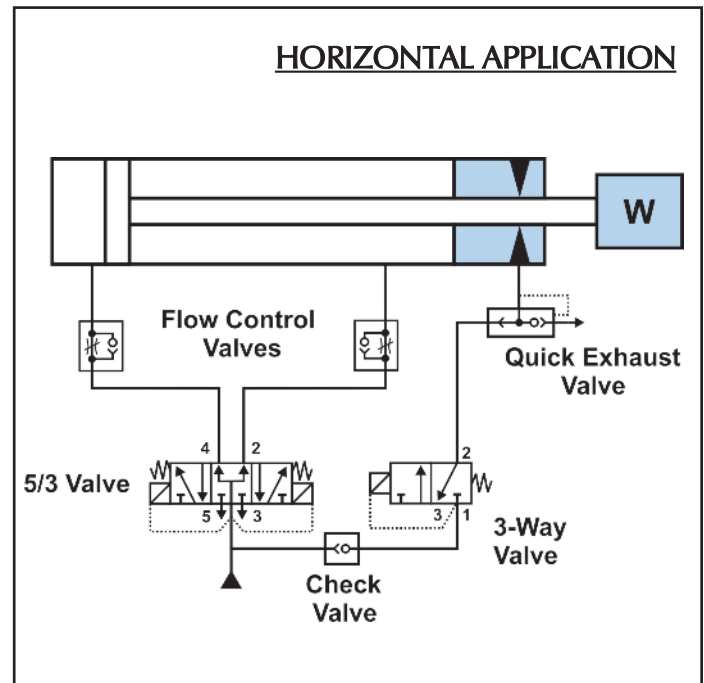 HORIZONTAL APPLICATION
W
Flow Control
Valves
Quick Exhaust
Valve
4 2
2
5/3 Valve
5 3
3 1
3-Way
Valve
Check
Valve